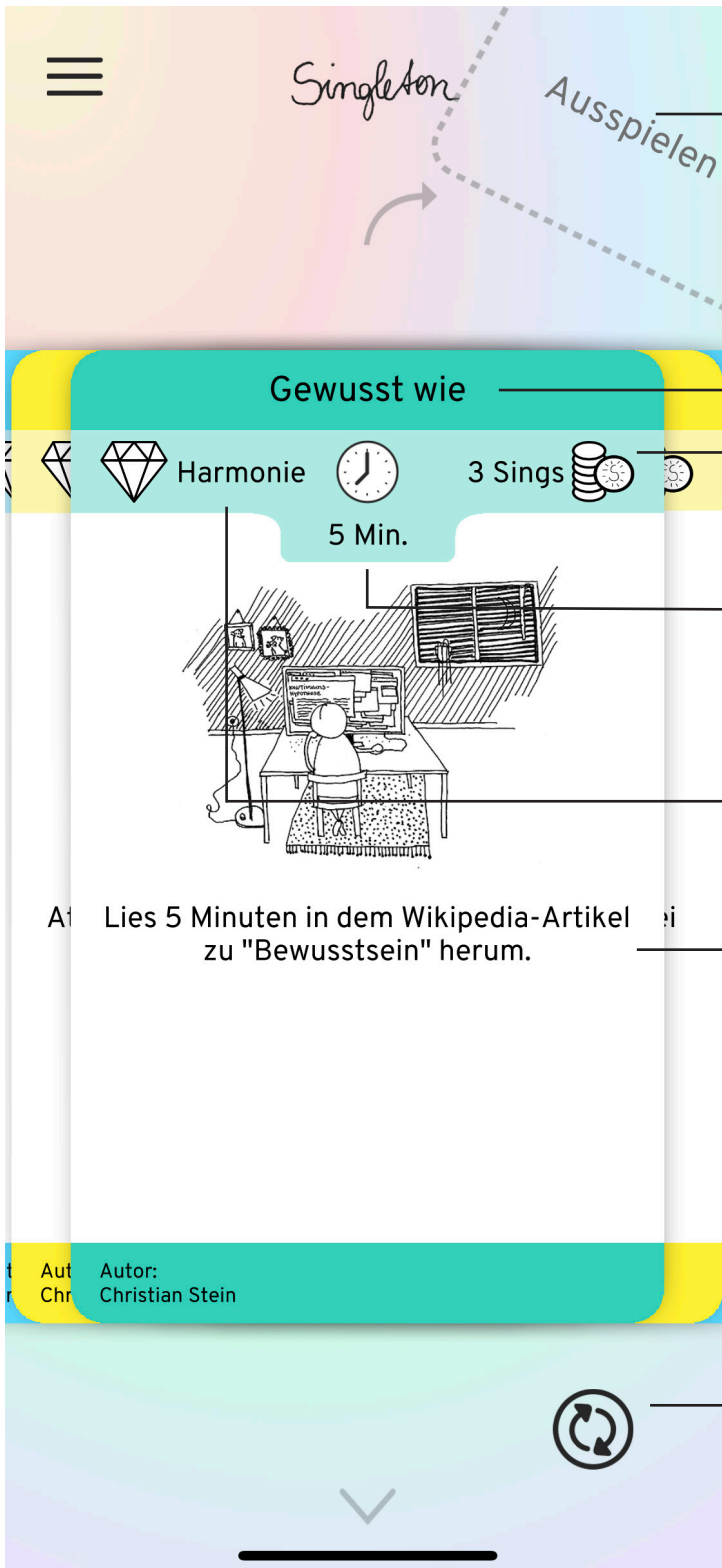 Singleton
Ausspielen
Gewusst wie
Harmonie
3 Sings
5 Min.
Lies 5 Minuten in dem Wikipedia-Artikel
zu "Bewusstsein" herum.
Autor:
Christian Stein